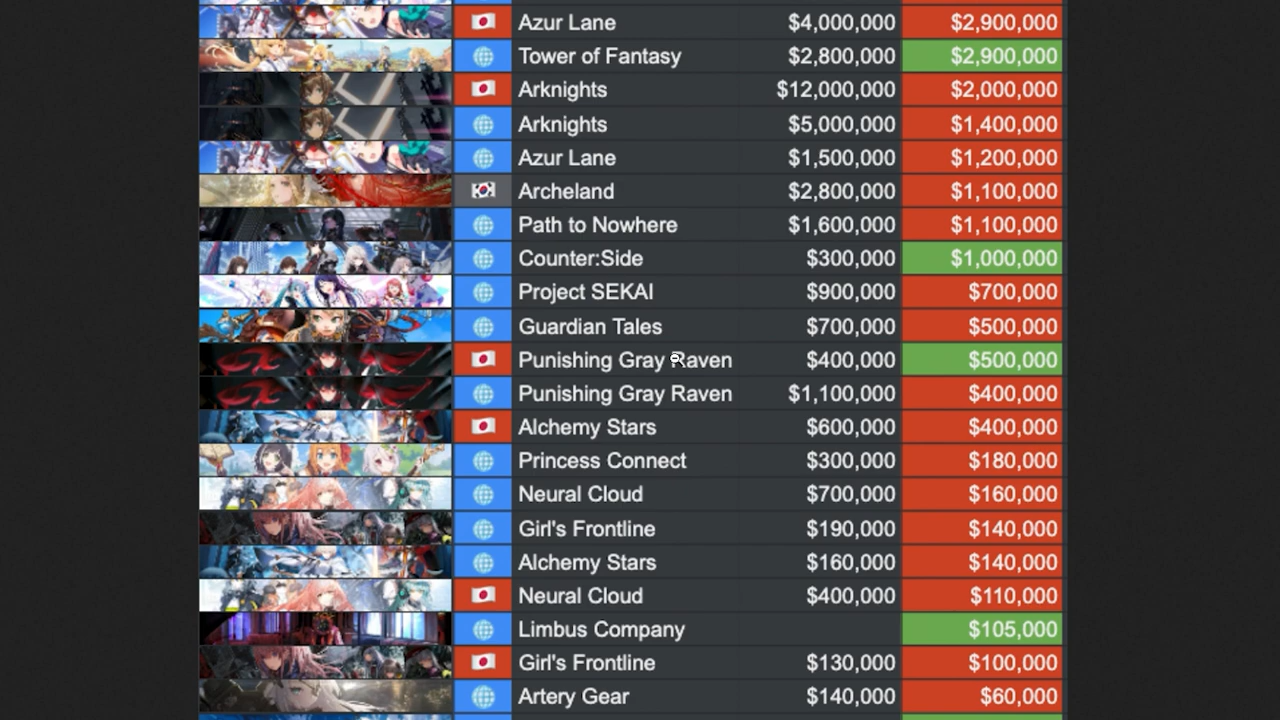 Azur Lane $4,000,000 $2,900,000
Tower of Fantasy $2,800,000 $2,900,000
Arknights $12,000,000 $2,000,000
Arknights $5,000,000 $1,400,000
Azur Lane $1,500,000 $1,200,000
Archeland $2,800,000 $1,100,000
Path to Nowhere $1,600,000 $1,100,000
Counter:Side $300,000 $1,000,000
Project SEKAI $900,000 $700,000
Guardian Tales $700,000 $500,000
Punishing Gray Raven $400,000 $500,000
Punishing Gray Raven $1,100,000 $400,000
Alchemy Stars $600,000 $400,000
Princess Connect $300,000 $180,000
Neural Cloud $700,000 $160,000
Girl's Frontline $190,000 $140,000
Alchemy Stars $160,000 $140,000
Neural Cloud $400,000 $110,000
Limbus Company $105,000
Girl's Frontline $130,000 $100,000
Artery Gear $140,000 $60,000